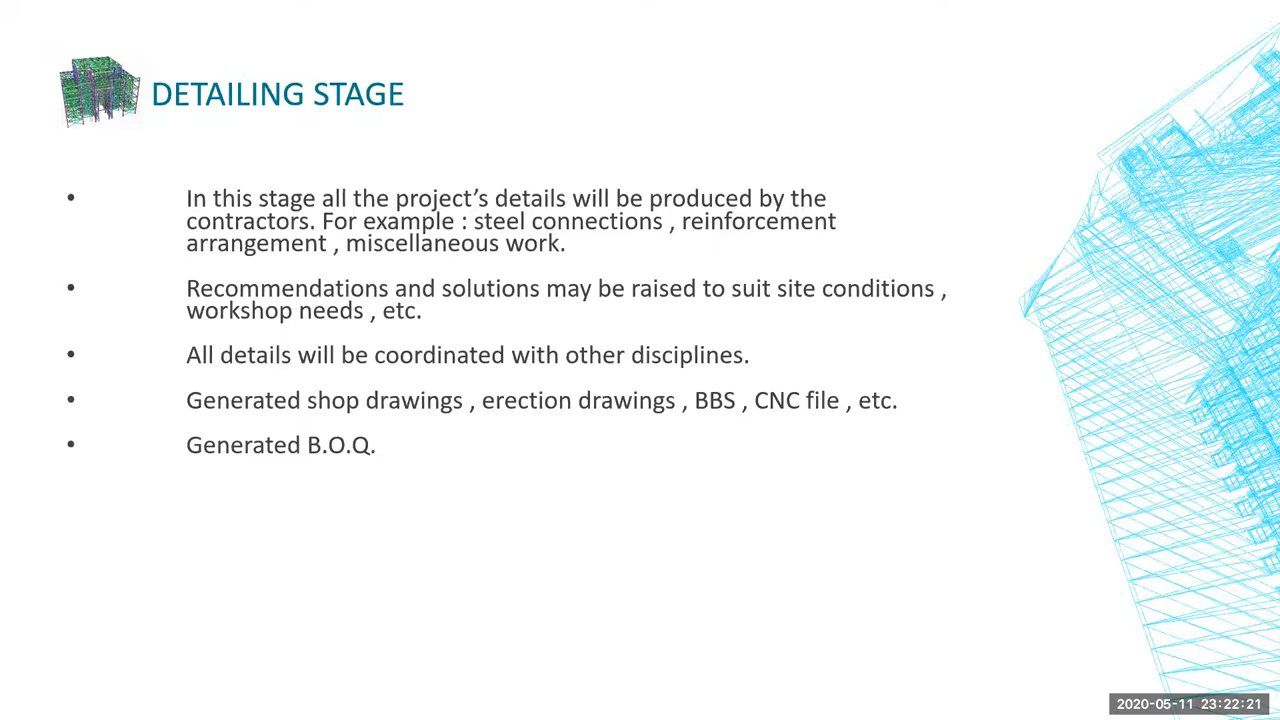 DETAILING STAGE
• In this stage all the project’s details will be produced by the
contractors. For example : steel connections , reinforcement
arrangement , miscellaneous work.
• Recommendations and solutions may be raised to suit site conditions ,
workshop needs , etc.
• All details will be coordinated with other disciplines.
• Generated shop drawings , erection drawings , BBS , CNC file , etc.
• Generated B.O.Q.
2020-05-11 23:22:21